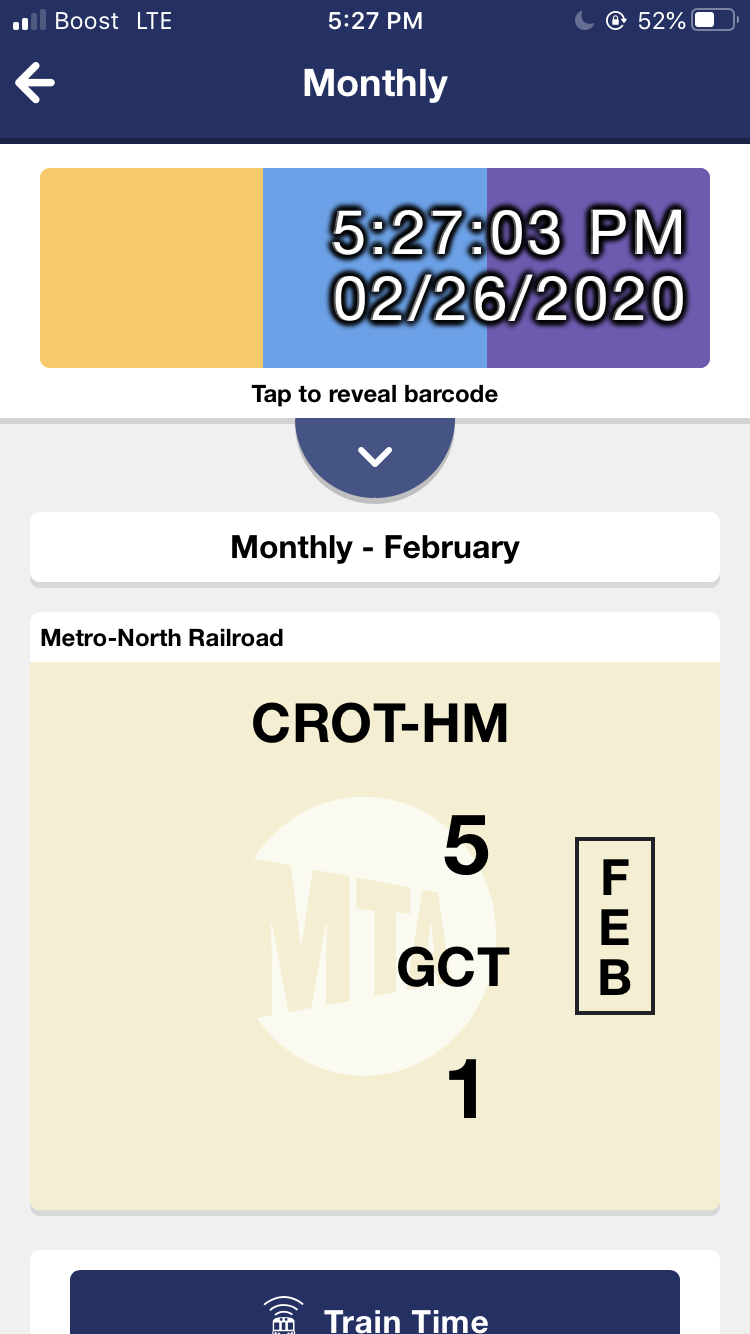 Boost LTE 5:27 PM 52%
Monthly
5:27:03 PM
02/26/2020
Tap to reveal barcode
Monthly - February
Metro-North Railroad
CROT-HM
5
GCT
1
F
E
B
MTA
Train Time